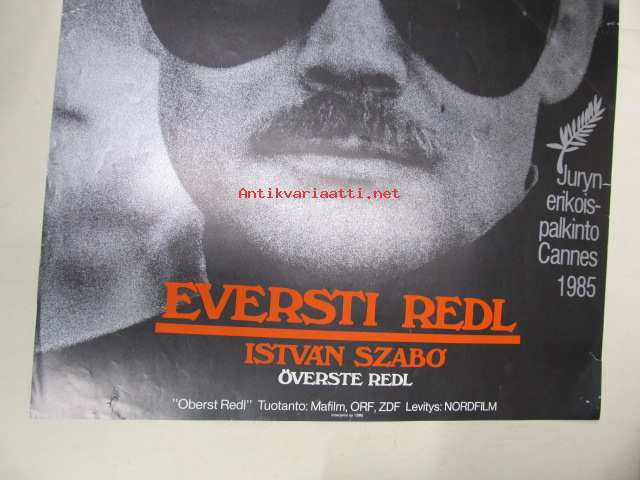 Antikvariaatti.net
Juryn-
erikois-
palkinto
Cannes
1985
EVERSTI REDL
ISTVÁN SZABÓ
ÖVERSTE REDL
"Oberst Redl" Tuotanto: Mafilm, ORF, ZDF Levitys: NORDFILM